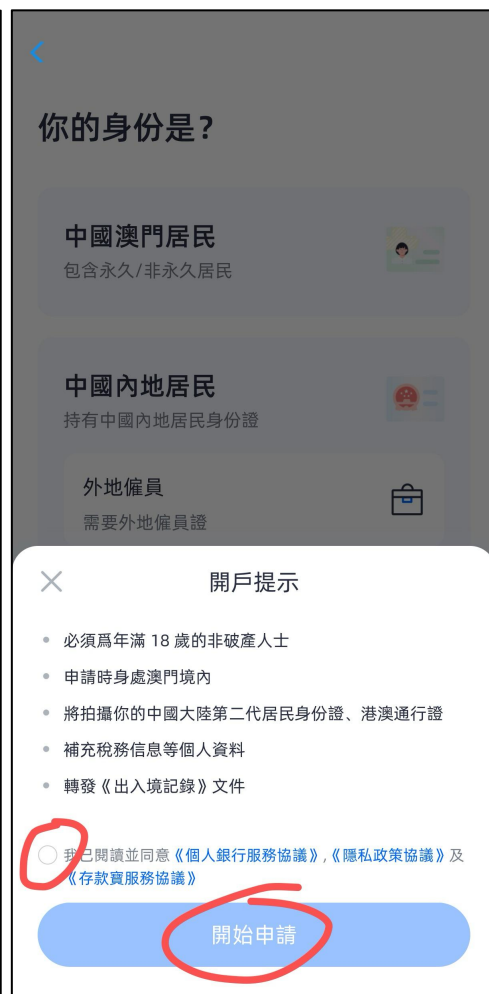 你的身份是？
中國澳門居民
包含永久/非永久居民
中國內地居民
持有中國內地居民身份證
外地僱員
需要外地僱員證
開戶提示
必須爲年滿 18 歲的非破產人士
申請時身處澳門境內
將拍攝你的中國大陸第二代居民身份證、港澳通行證
補充稅務信息等個人資料
轉發《出入境記錄》文件
我已閱讀並同意《個人銀行服務協議》,《隱私政策協議》及
《存款寶服務協議》
開始申請